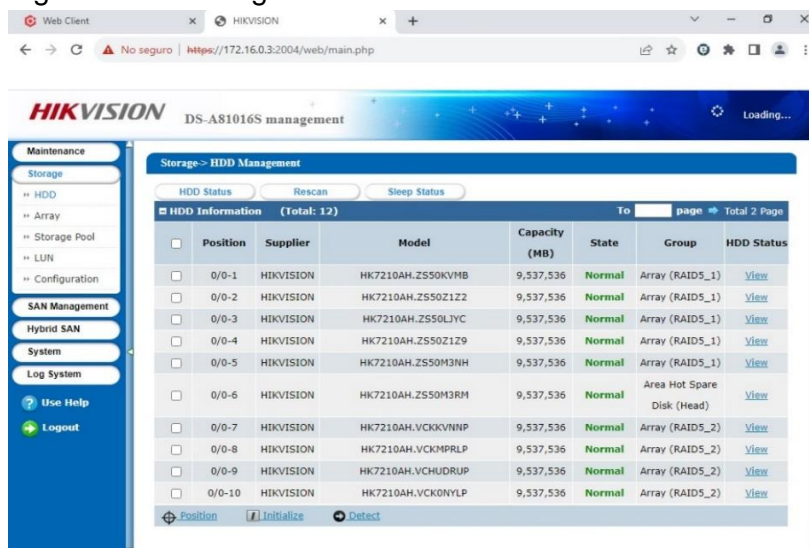 Web Client
HIKVISION
No seguro | https://172.16.0.3:2004/web/main.php
HIKVISION DS-A81016S management Loading...
Maintenance
Storage
HDD
Array
Storage Pool
LUN
Configuration
SAN Management
Hybrid SAN
System
Log System
Use Help
Logout
Storage-> HDD Management
HDD Status Rescan Sleep Status
HDD Information (Total: 12) To page Total 2 Page
Position Supplier Model Capacity (MB) State Group HDD Status
0/0-1 HIKVISION HK7210AH.ZS50KVMB 9,537,536 Normal Array (RAID5_1) View
0/0-2 HIKVISION HK7210AH.ZS50Z1Z2 9,537,536 Normal Array (RAID5_1) View
0/0-3 HIKVISION HK7210AH.ZS50LJYC 9,537,536 Normal Array (RAID5_1) View
0/0-4 HIKVISION HK7210AH.ZS50Z1Z9 9,537,536 Normal Array (RAID5_1) View
0/0-5 HIKVISION HK7210AH.ZS50M3NH 9,537,536 Normal Array (RAID5_1) View
0/0-6 HIKVISION HK7210AH.ZS50M3RM 9,537,536 Normal Area Hot Spare Disk (Head) View
0/0-7 HIKVISION HK7210AH.VCKKVNNP 9,537,536 Normal Array (RAID5_2) View
0/0-8 HIKVISION HK7210AH.VCKMPRLP 9,537,536 Normal Array (RAID5_2) View
0/0-9 HIKVISION HK7210AH.VCHUDRUP 9,537,536 Normal Array (RAID5_2) View
0/0-10 HIKVISION HK7210AH.VCK0NYLP 9,537,536 Normal Array (RAID5_2) View
Position Initialize Detect